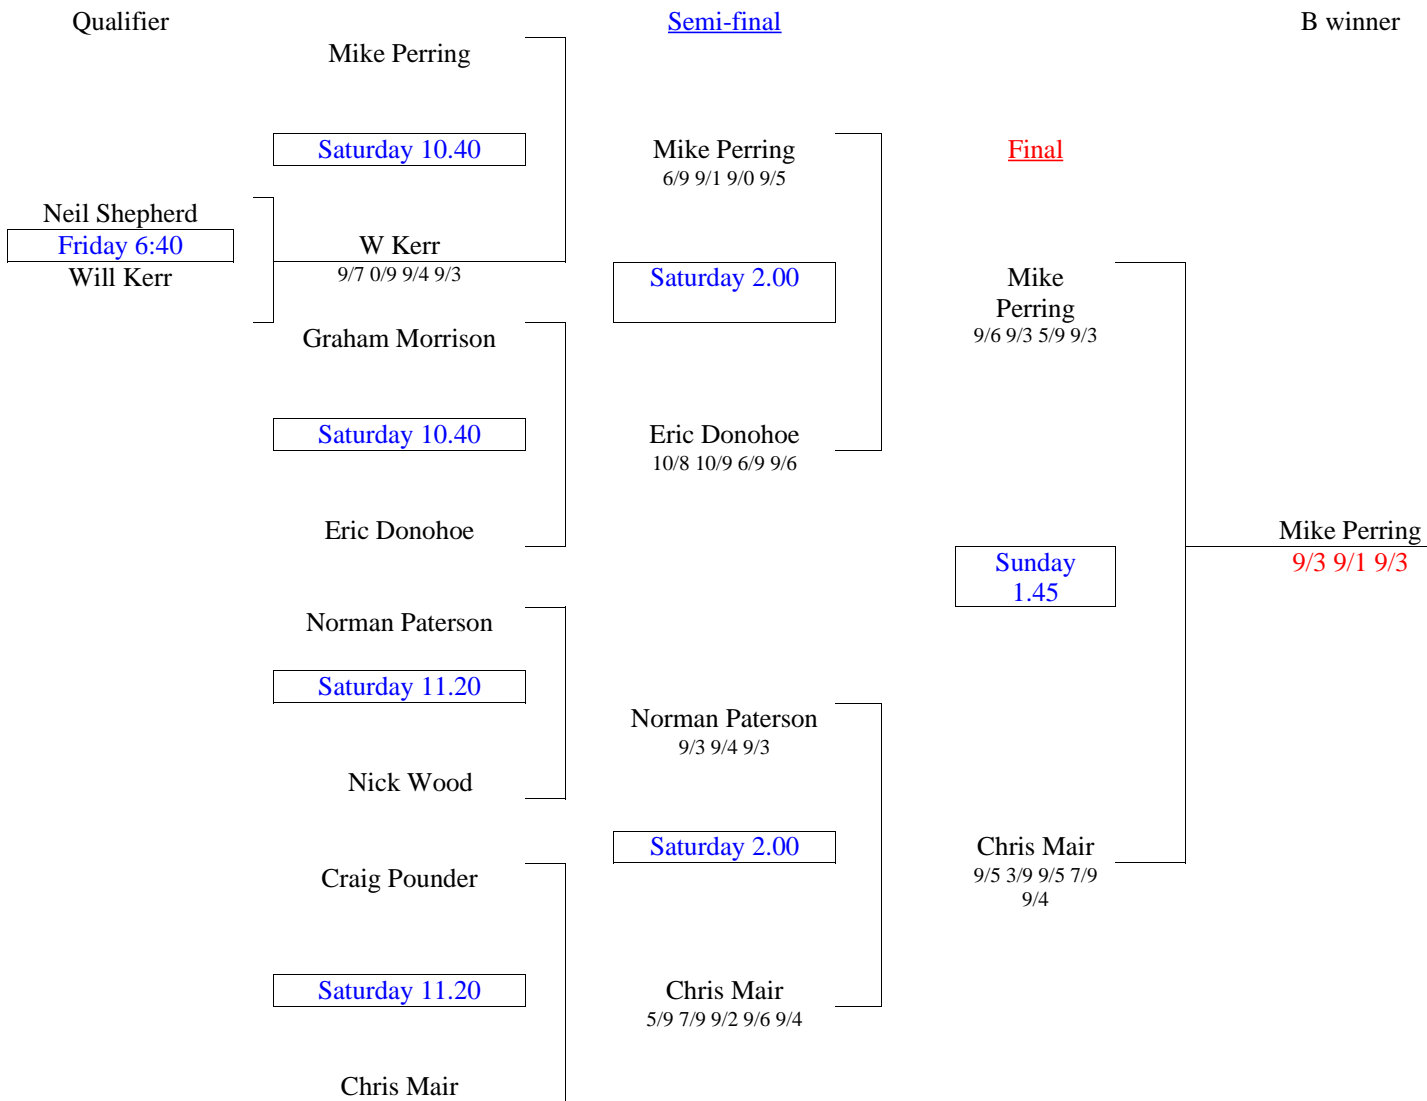 Qualifier
Semi-final
B winner
Mike Perring
Saturday 10.40
Mike Perring
6/9 9/1 9/0 9/5
Final
Neil Shepherd
Friday 6:40
Will Kerr
W Kerr
9/7 0/9 9/4 9/3
Saturday 2.00
Mike
Perring
9/6 9/3 5/9 9/3
Graham Morrison
Saturday 10.40
Eric Donohoe
10/8 10/9 6/9 9/6
Eric Donohoe
Mike Perring
9/3 9/1 9/3
Sunday
1.45
Norman Paterson
Saturday 11.20
Norman Paterson
9/3 9/4 9/3
Nick Wood
Saturday 2.00
Chris Mair
9/5 3/9 9/5 7/9
9/4
Craig Pounder
Saturday 11.20
Chris Mair
5/9 7/9 9/2 9/6 9/4
Chris Mair